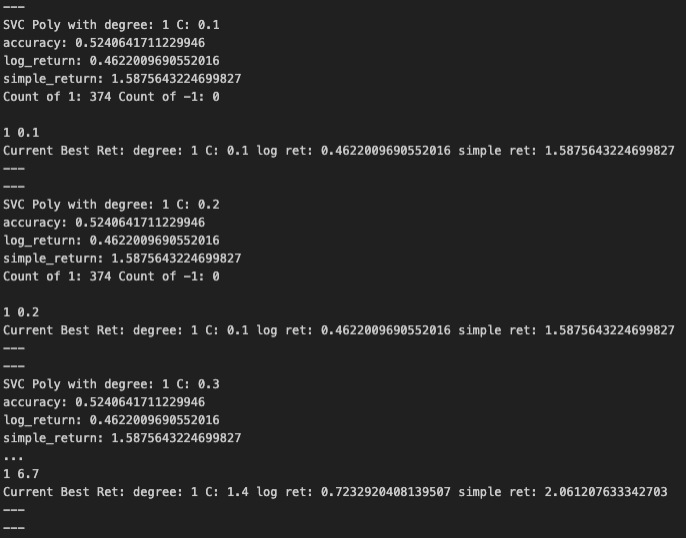 ---
SVC Poly with degree: 1 C: 0.1
accuracy: 0.5240641711229946
log_return: 0.4622009690552016
simple_return: 1.5875643224699827
Count of 1: 374 Count of -1: 0

1 0.1
Current Best Ret: degree: 1 C: 0.1 log ret: 0.4622009690552016 simple ret: 1.5875643224699827
---
---
SVC Poly with degree: 1 C: 0.2
accuracy: 0.5240641711229946
log_return: 0.4622009690552016
simple_return: 1.5875643224699827
Count of 1: 374 Count of -1: 0

1 0.2
Current Best Ret: degree: 1 C: 0.1 log ret: 0.4622009690552016 simple ret: 1.5875643224699827
---
---
SVC Poly with degree: 1 C: 0.3
accuracy: 0.5240641711229946
log_return: 0.4622009690552016
simple_return: 1.5875643224699827
...
1 6.7
Current Best Ret: degree: 1 C: 1.4 log ret: 0.7232920408139507 simple ret: 2.061207633342703
---
---